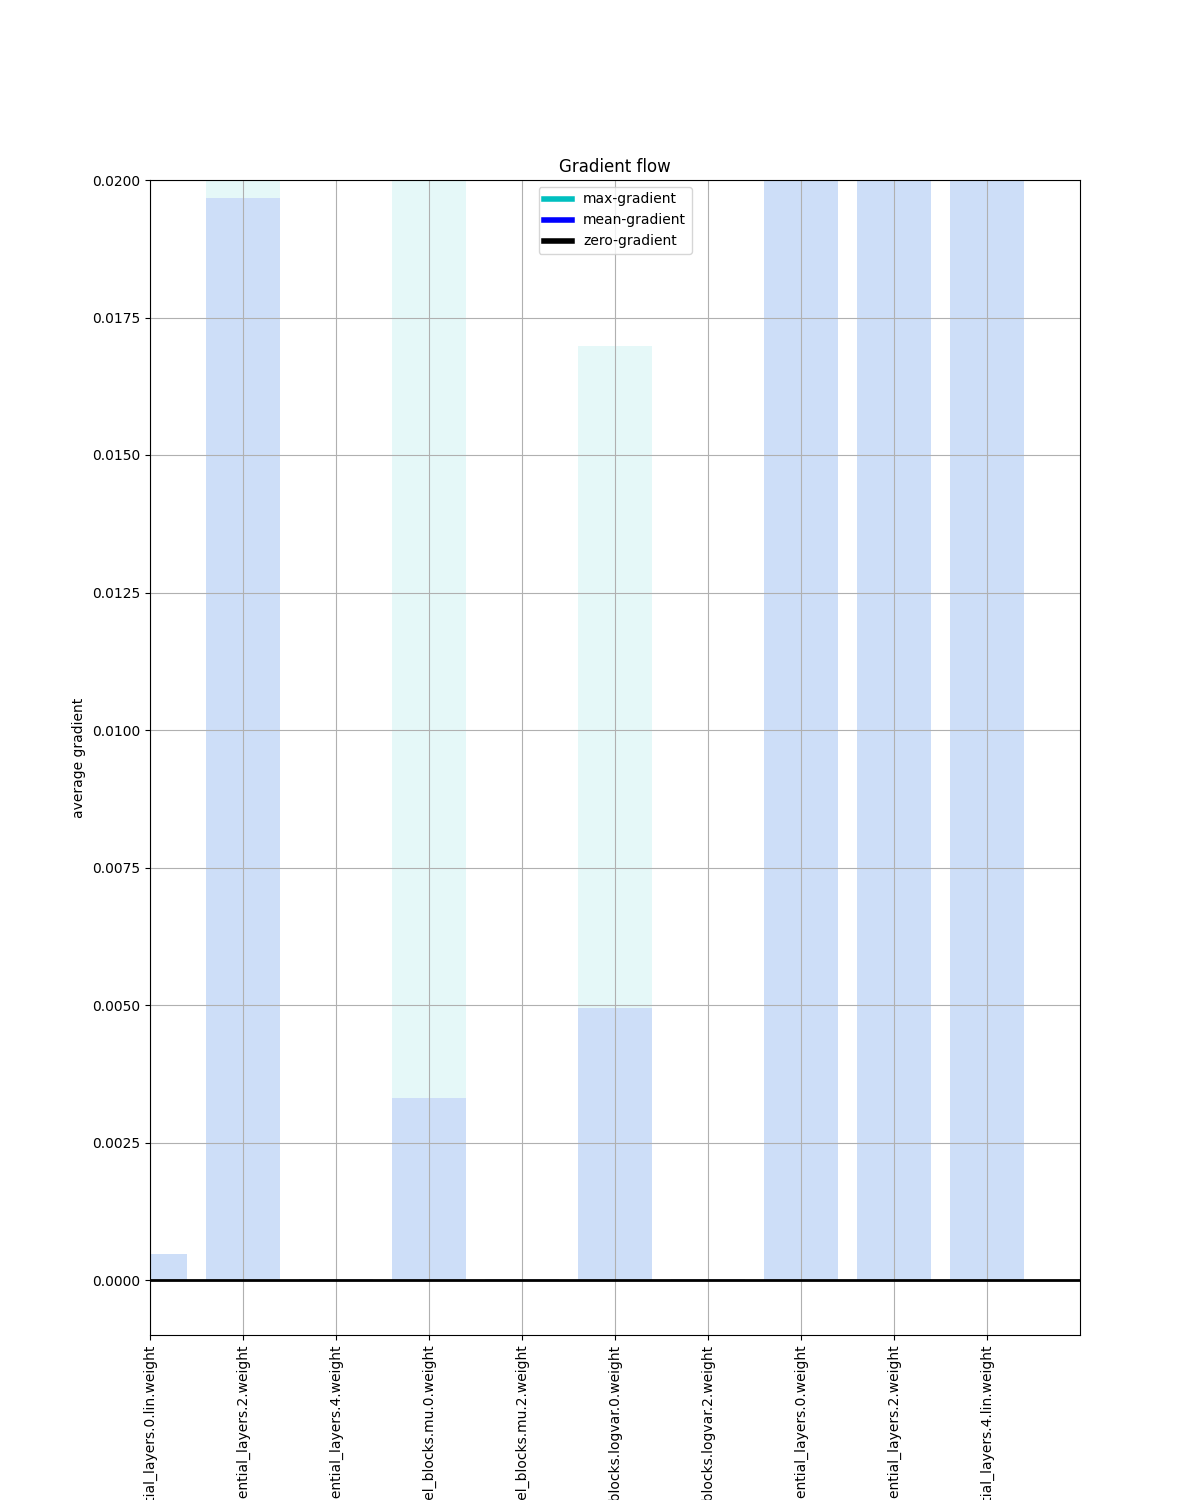 Gradient flow
max-gradient
mean-gradient
zero-gradient
0.0200
0.0175
0.0150
0.0125
0.0100
0.0075
0.0050
0.0025
0.0000
average gradient
tial_layers.0.lin.weight
ential_layers.2.weight
ential_layers.4.weight
el_blocks.mu.0.weight
el_blocks.mu.2.weight
blocks.logvar.0.weight
blocks.logvar.2.weight
ential_layers.0.weight
ential_layers.2.weight
tial_layers.4.lin.weight